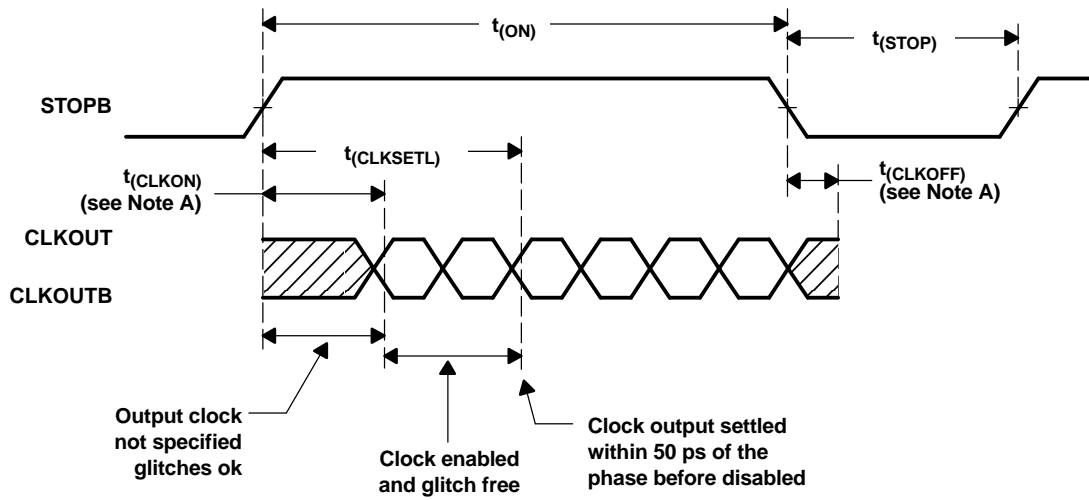 t(ON)
t(STOP)
STOPB
t(CLKSETL)
t(CLKON)
(see Note A)
t(CLKOFF)
(see Note A)
CLKOUT
CLKOUTB
Output clock
not specified
glitches ok
Clock enabled
and glitch free
Clock output settled
within 50 ps of the
phase before disabled